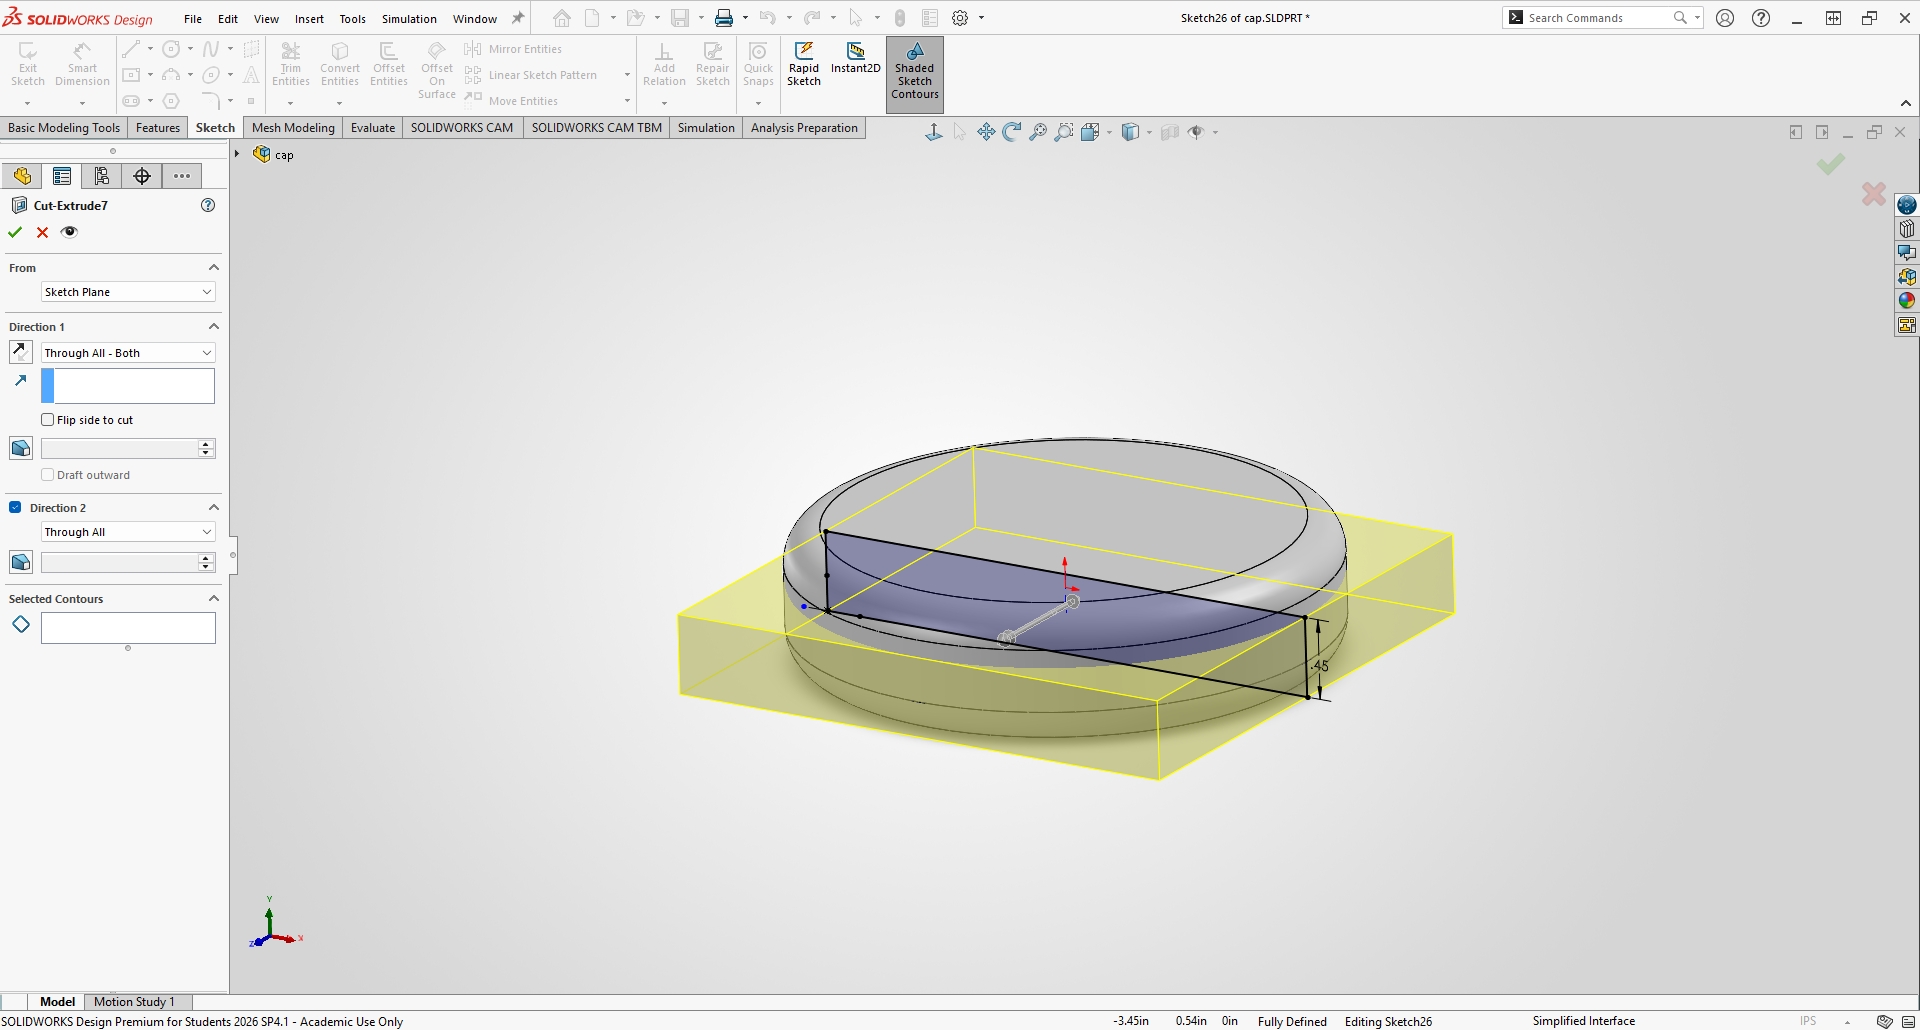 SOLIDWORKS Design File Edit View Insert Tools Simulation Window Sketch26 of cap.SLDPRT * Search Commands
Exit Sketch
Smart Dimension
Trim Entities
Convert Entities
Offset Entities
Offset On Surface
Mirror Entities
Linear Sketch Pattern
Move Entities
Add Relation
Repair Sketch
Quick Snaps
Rapid Sketch
Instant2D
Shaded Sketch Contours
Basic Modeling Tools Features Sketch Mesh Modeling Evaluate SOLIDWORKS CAM SOLIDWORKS CAM TBM Simulation Analysis Preparation
cap
Cut-Extrude7
From
Sketch Plane
Direction 1
Through All - Both
Flip side to cut
Draft outward
Direction 2
Through All
Selected Contours
.45
Y
Z
X
Model Motion Study 1
SOLIDWORKS Design Premium for Students 2026 SP4.1 - Academic Use Only -3.45in 0.54in 0in Fully Defined Editing Sketch26 Simplified Interface IPS